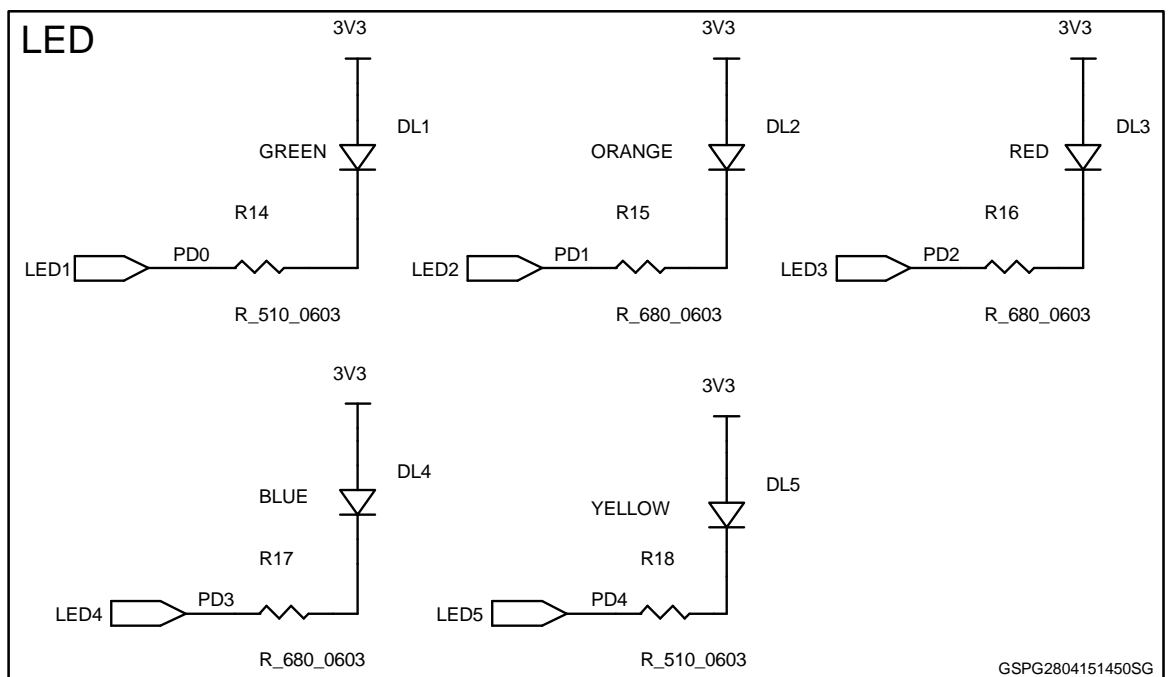 LED
3V3
DL1
GREEN
R14
LED1
PD0
R_510_0603
3V3
DL2
ORANGE
R15
LED2
PD1
R_680_0603
3V3
DL3
RED
R16
LED3
PD2
R_680_0603
3V3
DL4
BLUE
R17
LED4
PD3
R_680_0603
3V3
DL5
YELLOW
R18
LED5
PD4
R_510_0603
GSPG2804151450SG